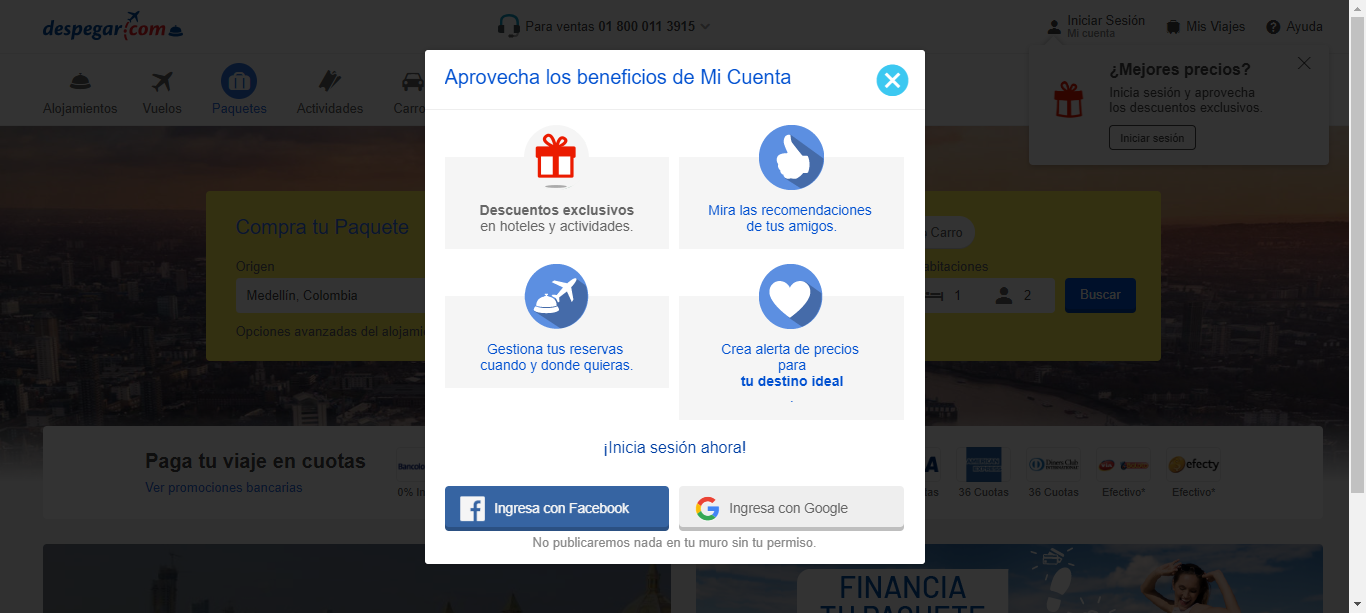 despegar.com
Para ventas 01 800 011 3915
Iniciar Sesión
Mi cuenta
Mis Viajes
Ayuda
Alojamientos
Vuelos
Paquetes
Actividades
Carro
¿Mejores precios?
Inicia sesión y aprovecha
los descuentos exclusivos.
Iniciar sesión
Aprovecha los beneficios de Mi Cuenta
Descuentos exclusivos
en hoteles y actividades.
Mira las recomendaciones
de tus amigos.
Gestiona tus reservas
cuando y donde quieras.
Crea alerta de precios
para
tu destino ideal
.
¡Inicia sesión ahora!
Ingresa con Facebook
Ingresa con Google
No publicaremos nada en tu muro sin tu permiso.
Compra tu Paquete
Carro
Origen
Medellín, Colombia
1
2
Buscar
Opciones avanzadas del
Paga tu viaje en cuotas
Ver promociones bancarias
0%
36 Cuotas
Diners Club
36 Cuotas
Efectivo*
efecty
Efectivo*
FINANCIA
TU PAQUETE